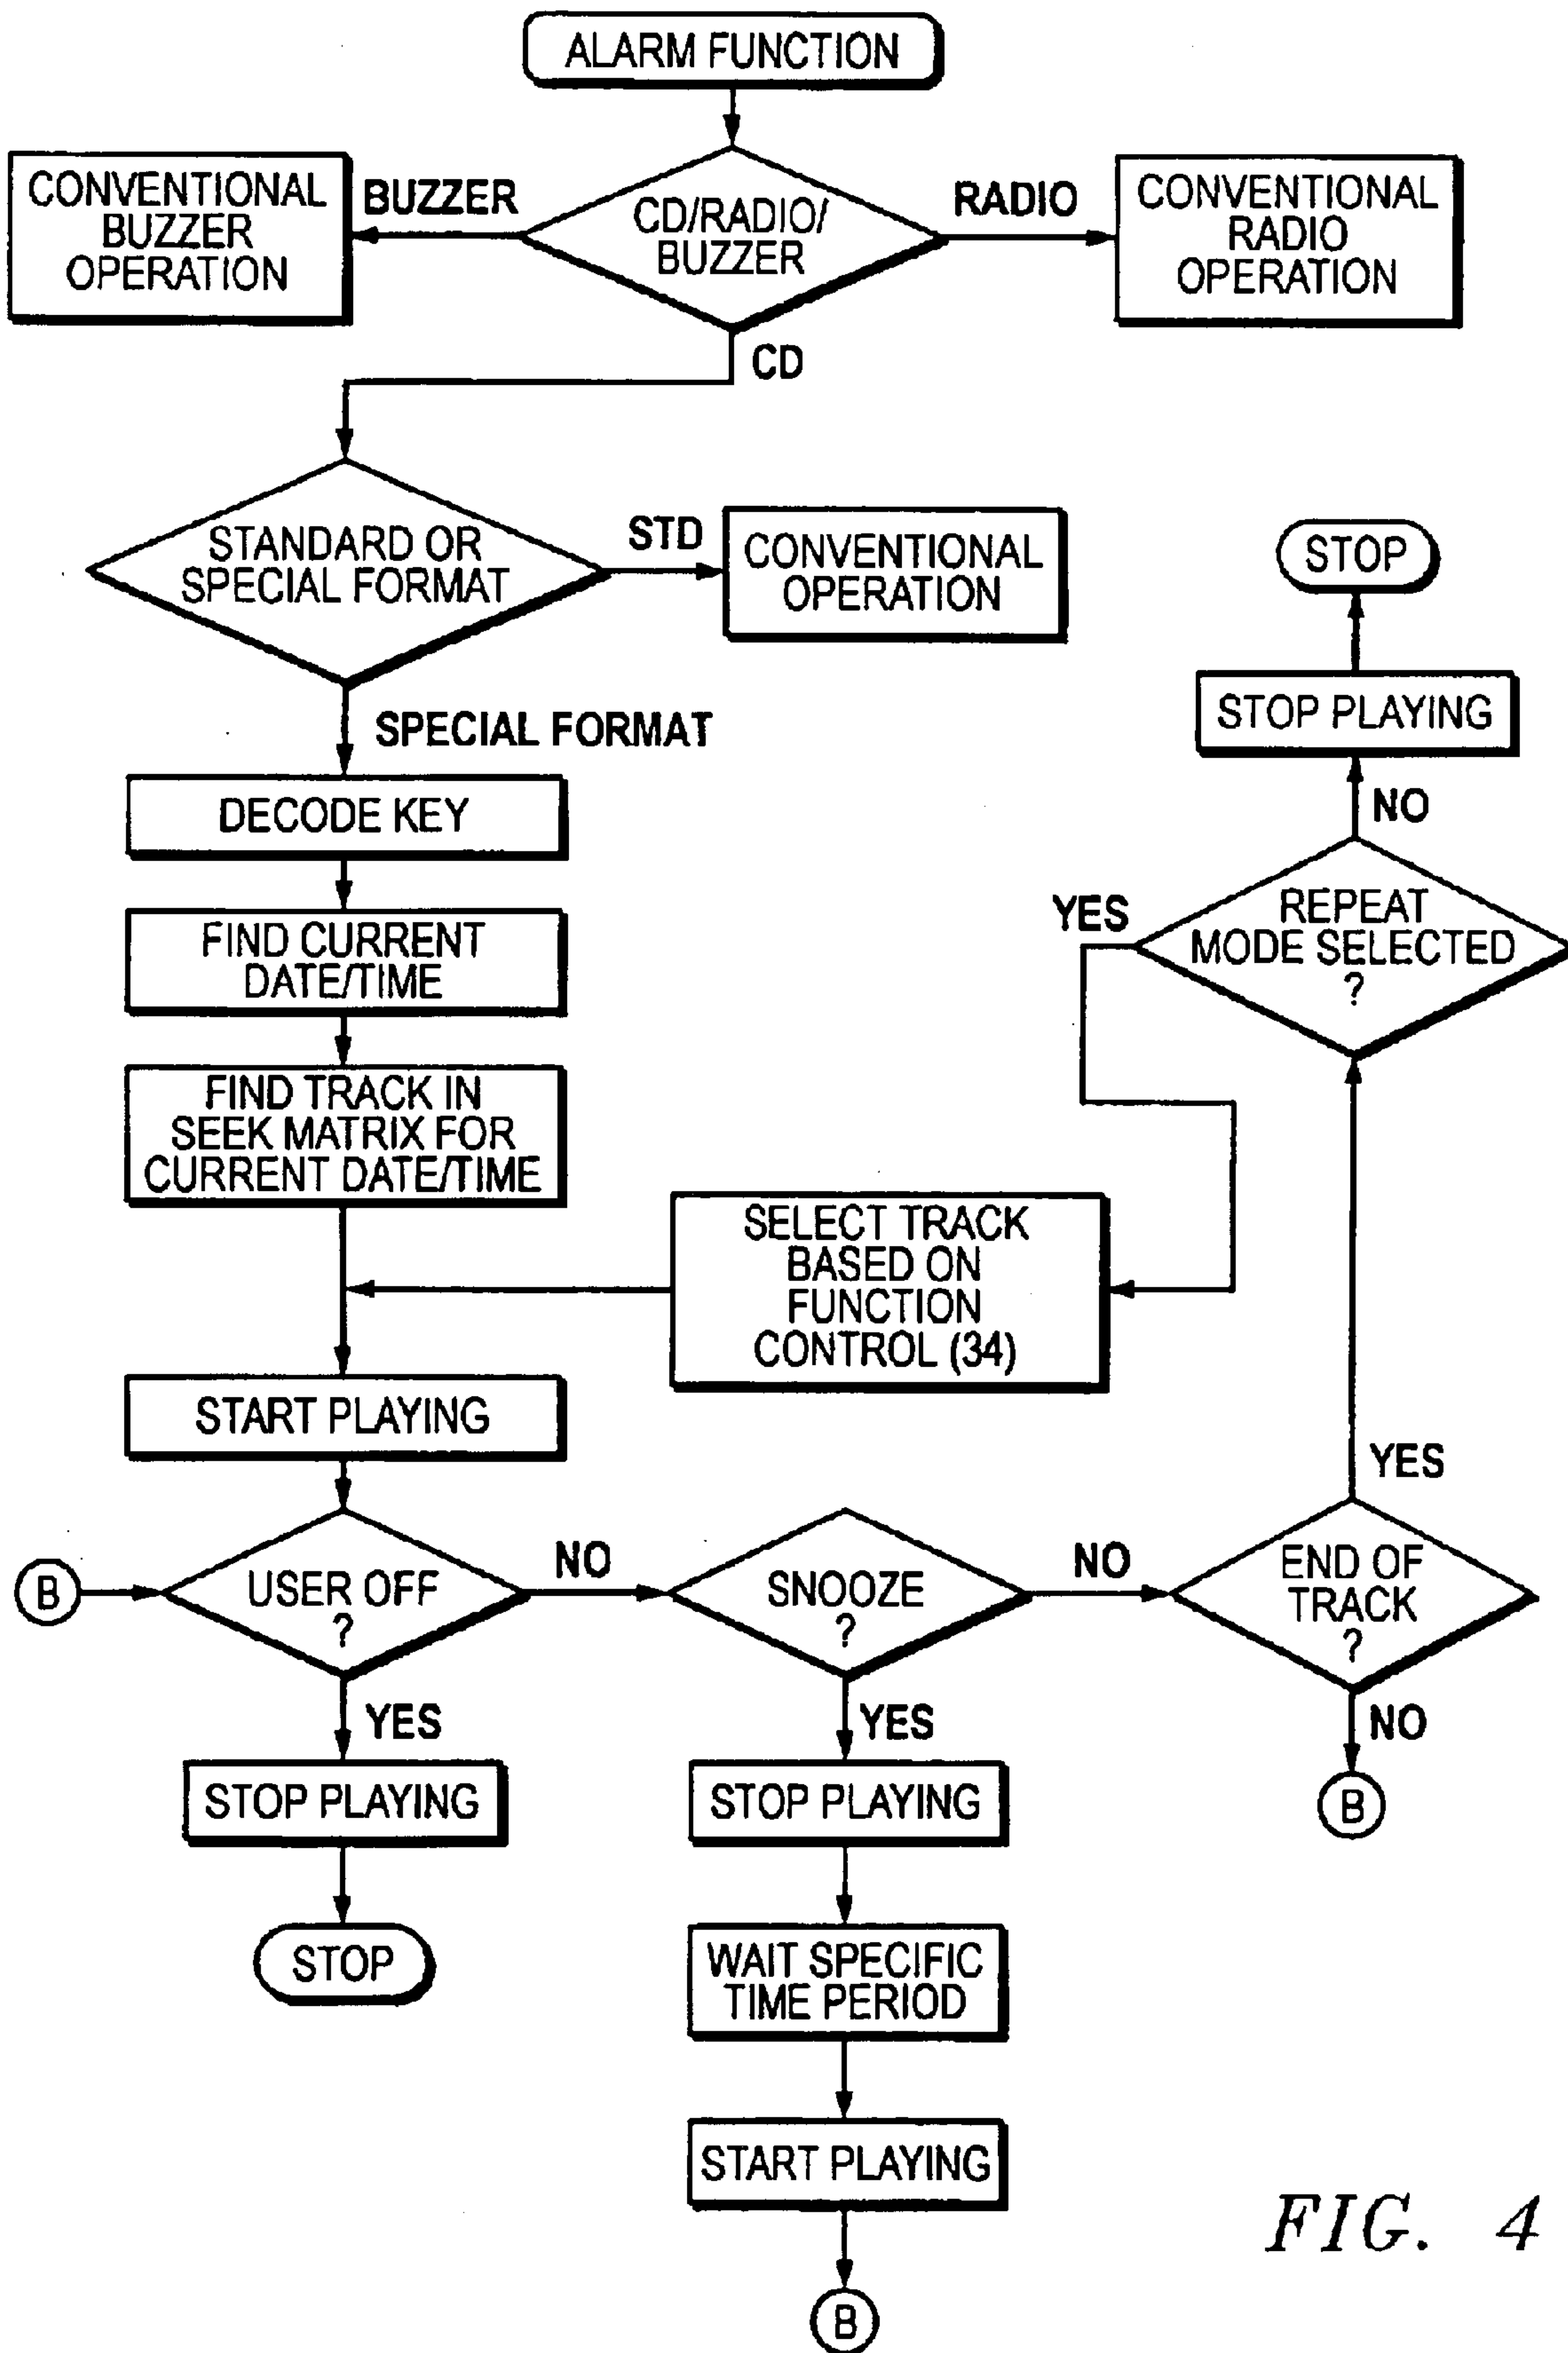 ALARM FUNCTION
CONVENTIONAL
BUZZER
OPERATION
BUZZER
CD/RADIO/
BUZZER
RADIO
CONVENTIONAL
RADIO
OPERATION
CD
STANDARD OR
SPECIAL FORMAT
STD
CONVENTIONAL
OPERATION
STOP
STOP PLAYING
NO
SPECIAL FORMAT
DECODE KEY
YES
REPEAT
MODE SELECTED
?
FIND CURRENT
DATE/TIME
FIND TRACK IN
SEEK MATRIX FOR
CURRENT DATE/TIME
SELECT TRACK
BASED ON
FUNCTION
CONTROL (34)
START PLAYING
YES
B
USER OFF
?
NO
SNOOZE
?
NO
END OF
TRACK
?
YES
YES
NO
STOP PLAYING
STOP PLAYING
B
STOP
WAIT SPECIFIC
TIME PERIOD
START PLAYING
B
FIG. 4